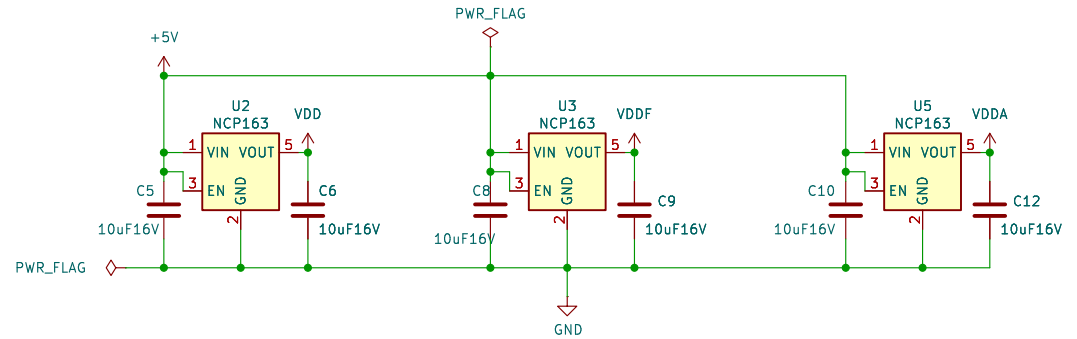 PWR_FLAG
+5V
U2
NCP163
VDD
1
VIN
VOUT
5
3
EN
GND
2
C5
10uF16V
C6
10uF16V
U3
NCP163
VDDF
1
VIN
VOUT
5
3
EN
GND
2
C8
10uF16V
C9
10uF16V
U5
NCP163
VDDA
1
VIN
VOUT
5
3
EN
GND
2
C10
10uF16V
C12
10uF16V
PWR_FLAG
GND